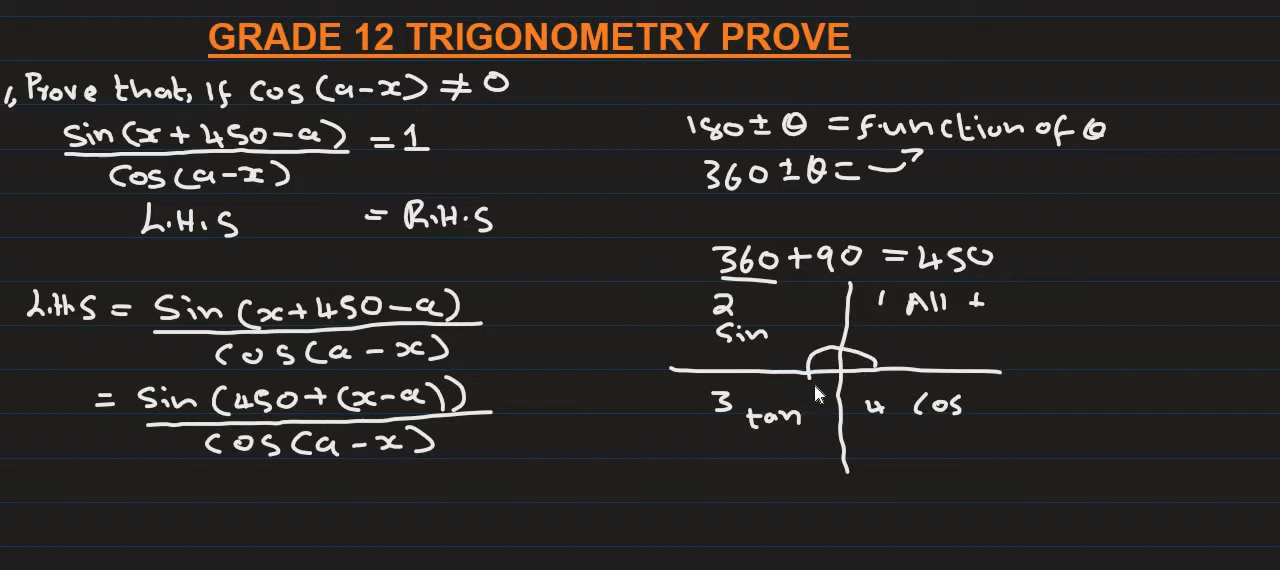 GRADE 12 TRIGONOMETRY PROVE
1, Prove that, if cos(a-x) ≠ 0
sin(x+450-a) = 1
cos(a-x)
L.H.S = R.H.S
L.H.S = sin(x+450-a)
cos(a-x)
= sin(450+(x-a))
cos(a-x)
180 ± θ = function of θ
360 ± θ =
360+90 = 450
2 1 All +
sin
3 tan 4 cos